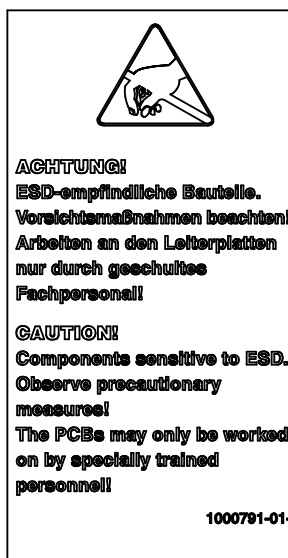 ACHTUNG!
ESD-empfindliche Bauteile.
Vorsichtsmaßnahmen beachten!
Arbeiten an den Leiterplatten
nur durch geschultes
Fachpersonal!
CAUTION!
Components sensitive to ESD.
Observe precautionary
measures!
The PCBs may only be worked
on by specially trained
personnel!
1000791-01-